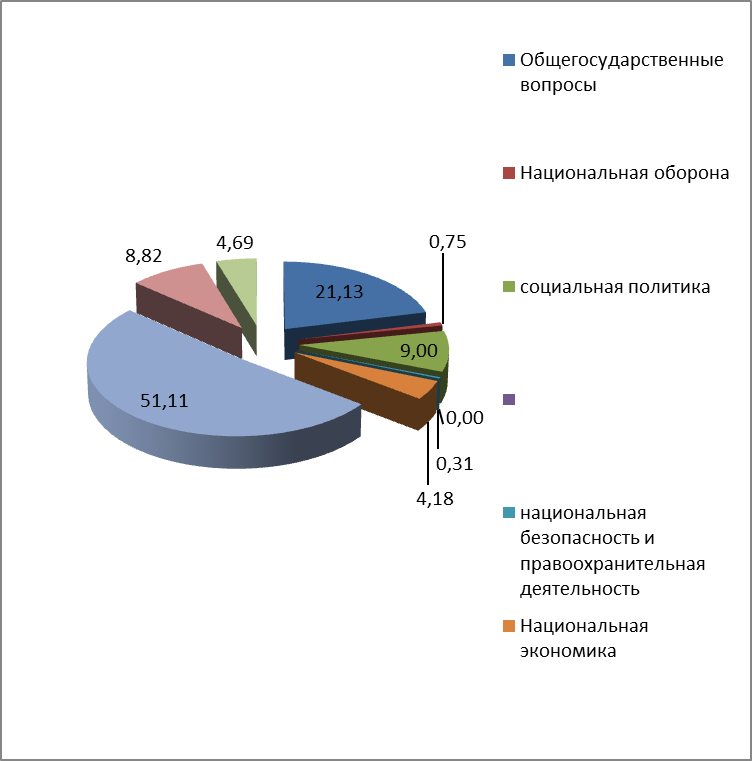 Общегосударственные
вопросы
Национальная оборона
социальная политика
национальная
безопасность и
правоохранительная
деятельность
Национальная
экономика
4,69
8,82
0,75
21,13
9,00
51,11
0,00
0,31
4,18